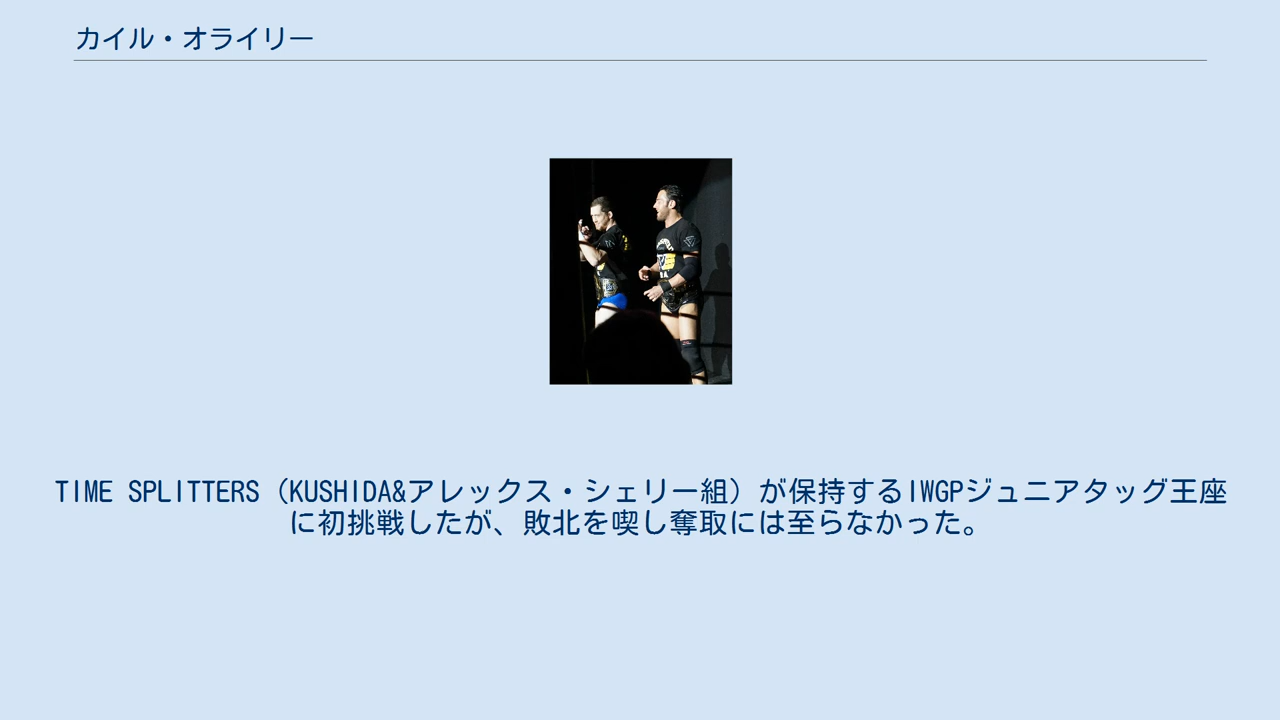 カイル・オライリー
TIME SPLITTERS（KUSHIDA&アレックス・シェリー組）が保持するIWGPジュニアタッグ王座
に初挑戦したが、敗北を喫し奪取には至らなかった。